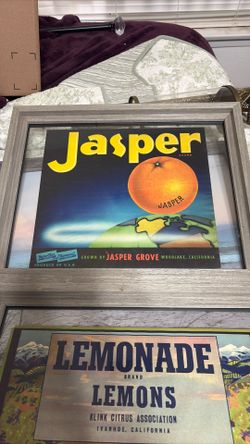 Jasper
BRAND
JASPER
GROWN BY JASPER GROVE WOODLAKE, CALIFORNIA
PRODUCE OF U.S.A.
LEMONADE
BRAND
LEMONS
KLINK CITRUS ASSOCIATION
IVANHOE, CALIFORNIA